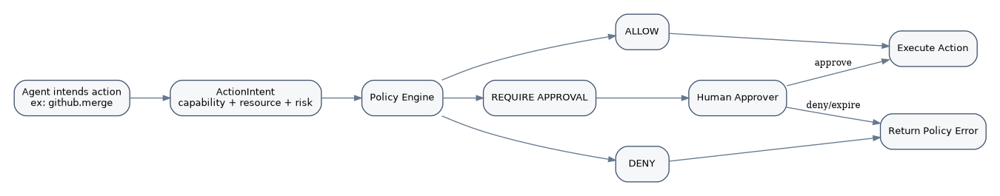 Agent intends action
ex: github.merge
ActionIntent
capability + resource + risk
Policy Engine
ALLOW
REQUIRE APPROVAL
DENY
Human Approver
approve
deny/expire
Execute Action
Return Policy Error